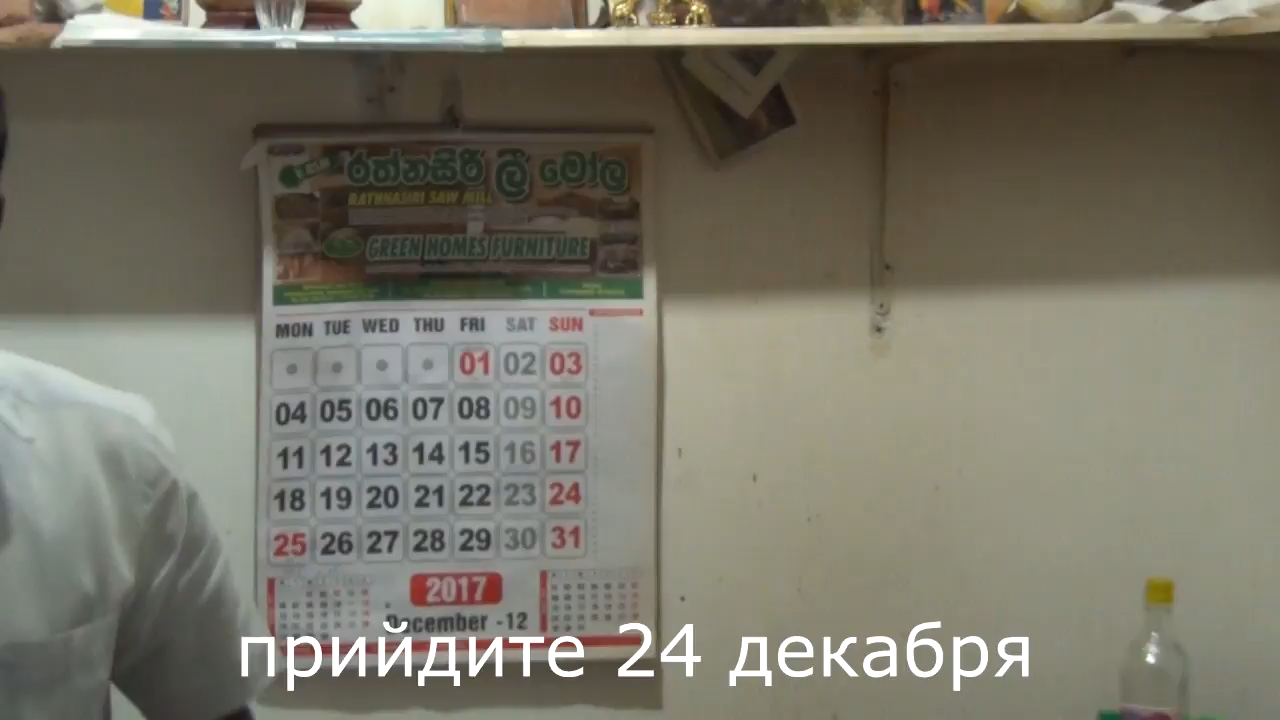 රත්නසිරි ලී මෝල
RATHNASIRI SAW MILL
GREEN HOMES FURNITURE
MON TUE WED THU FRI SAT SUN
01 02 03
04 05 06 07 08 09 10
11 12 13 14 15 16 17
18 19 20 21 22 23 24
25 26 27 28 29 30 31
2017
December -12
прийдите 24 декабря